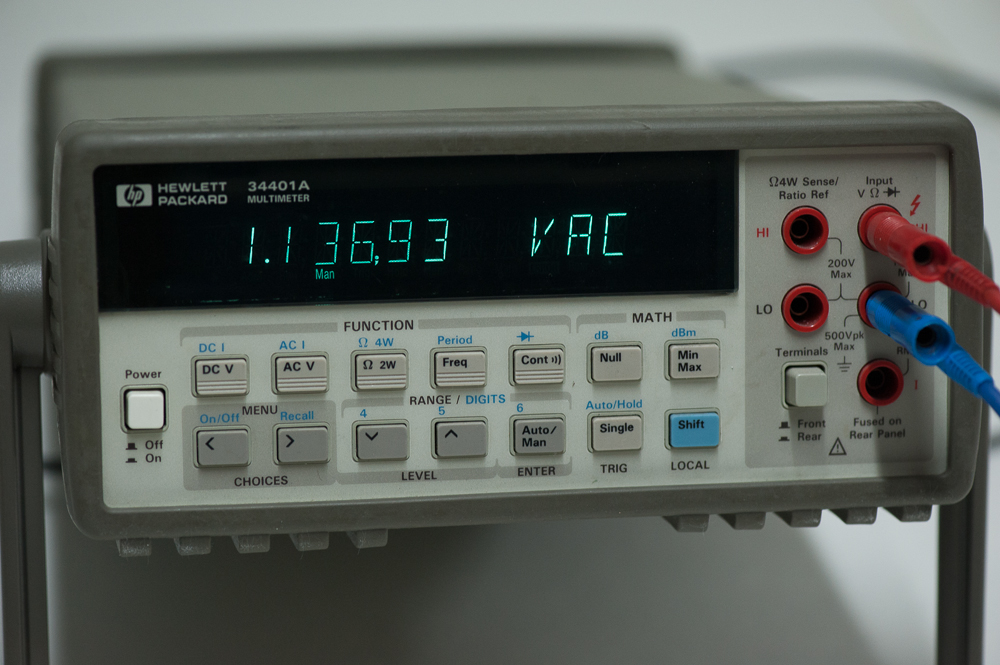 hp HEWLETT PACKARD
34401A
MULTIMETER
1.136,93 VAC
Man
Ω4W Sense/
Ratio Ref
Input
V Ω
HI
200V
Max
LO
LO
500Vpk
Max
Terminals
I
Front
Rear
Fused on
Rear Panel
FUNCTION
MATH
DC I
AC I
Ω 4W
Period
dB
dBm
DC V
AC V
Ω 2W
Freq
Cont
Null
Min
Max
Power
Off
On
MENU
RANGE / DIGITS
On/Off
Recall
4
5
6
Auto/Hold
<
>
Auto/
Man
Single
Shift
CHOICES
LEVEL
ENTER
TRIG
LOCAL